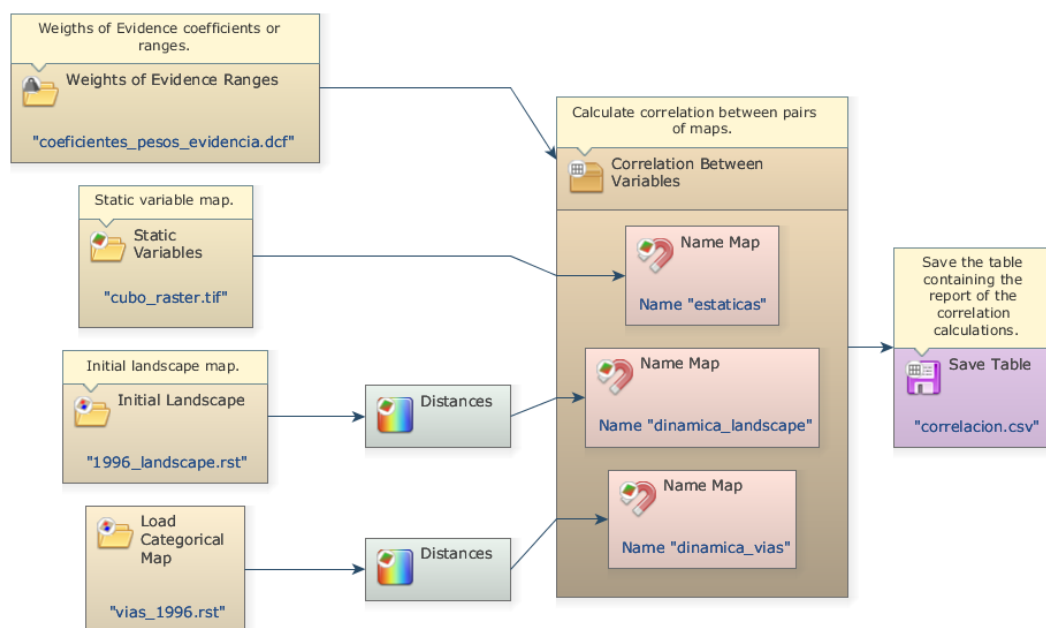 Weigths of Evidence coefficients or
ranges.
Weights of Evidence Ranges
"coeficientes_pesos_evidencia.dcf"
Static variable map.
Static
Variables
"cubo_raster.tif"
Initial landscape map.
Initial Landscape
"1996_landscape.rst"
Load
Categorical
Map
"vias_1996.rst"
Distances
Distances
Calculate correlation between pairs
of maps.
Correlation Between
Variables
Name Map
Name "estaticas"
Name Map
Name "dinamica_landscape"
Name Map
Name "dinamica_vias"
Save the table
containing the
report of the
correlation
calculations.
Save Table
"correlacion.csv"